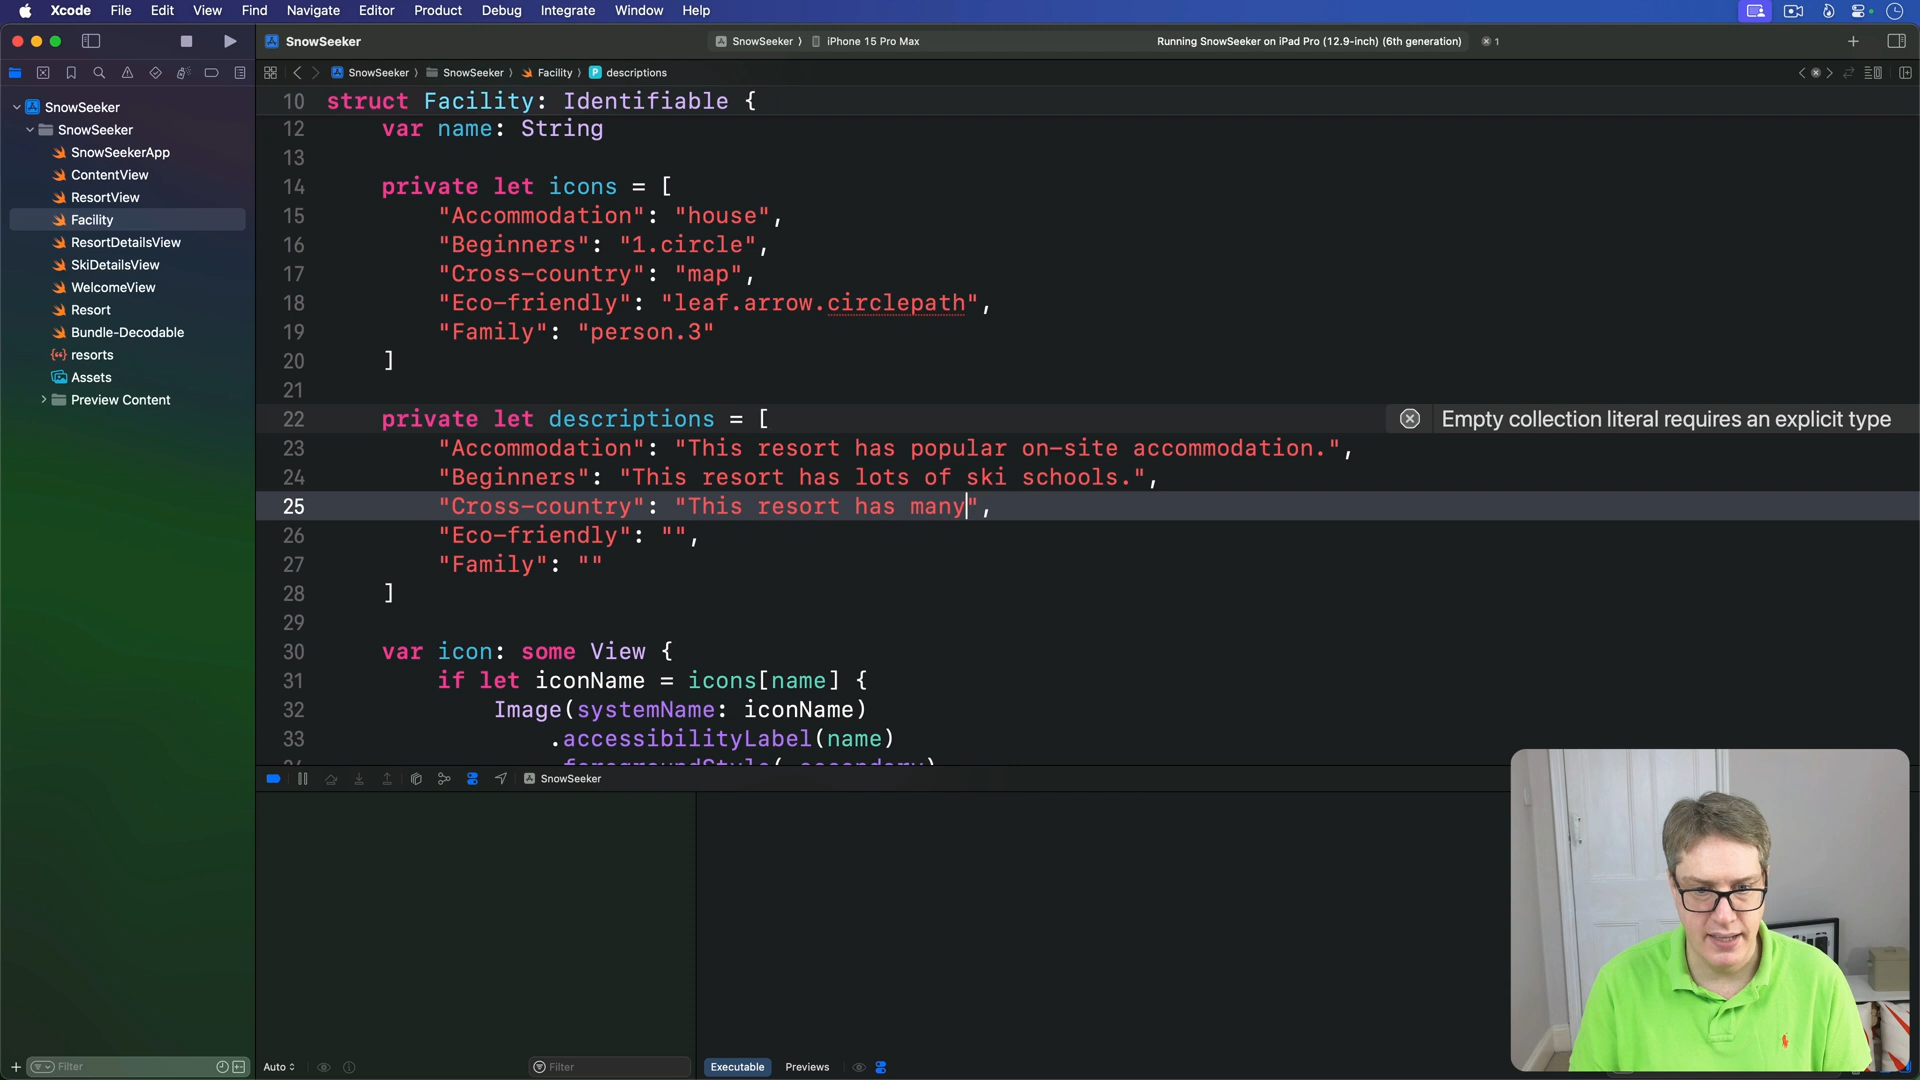 Xcode File Edit View Find Navigate Editor Product Debug Integrate Window Help
SnowSeeker
SnowSeeker 〉 iPhone 15 Pro Max
Running SnowSeeker on iPad Pro (12.9-inch) (6th generation)
1
SnowSeeker 〉 SnowSeeker 〉 Facility 〉 descriptions
SnowSeeker
SnowSeeker
SnowSeekerApp
ContentView
ResortView
Facility
ResortDetailsView
SkiDetailsView
WelcomeView
Resort
Bundle-Decodable
resorts
Assets
Preview Content
Filter
10 struct Facility: Identifiable {
12 var name: String
13
14 private let icons = [
15 "Accommodation": "house",
16 "Beginners": "1.circle",
17 "Cross-country": "map",
18 "Eco-friendly": "leaf.arrow.circlepath",
19 "Family": "person.3"
20 ]
21
22 private let descriptions = [
Empty collection literal requires an explicit type
23 "Accommodation": "This resort has popular on-site accommodation.",
24 "Beginners": "This resort has lots of ski schools.",
25 "Cross-country": "This resort has many",
26 "Eco-friendly": "",
27 "Family": ""
28 ]
29
30 var icon: some View {
31 if let iconName = icons[name] {
32 Image(systemName: iconName)
33 .accessibilityLabel(name)
.foregroundStyle(.secondary)
SnowSeeker
Auto
Filter
Executable
Previews